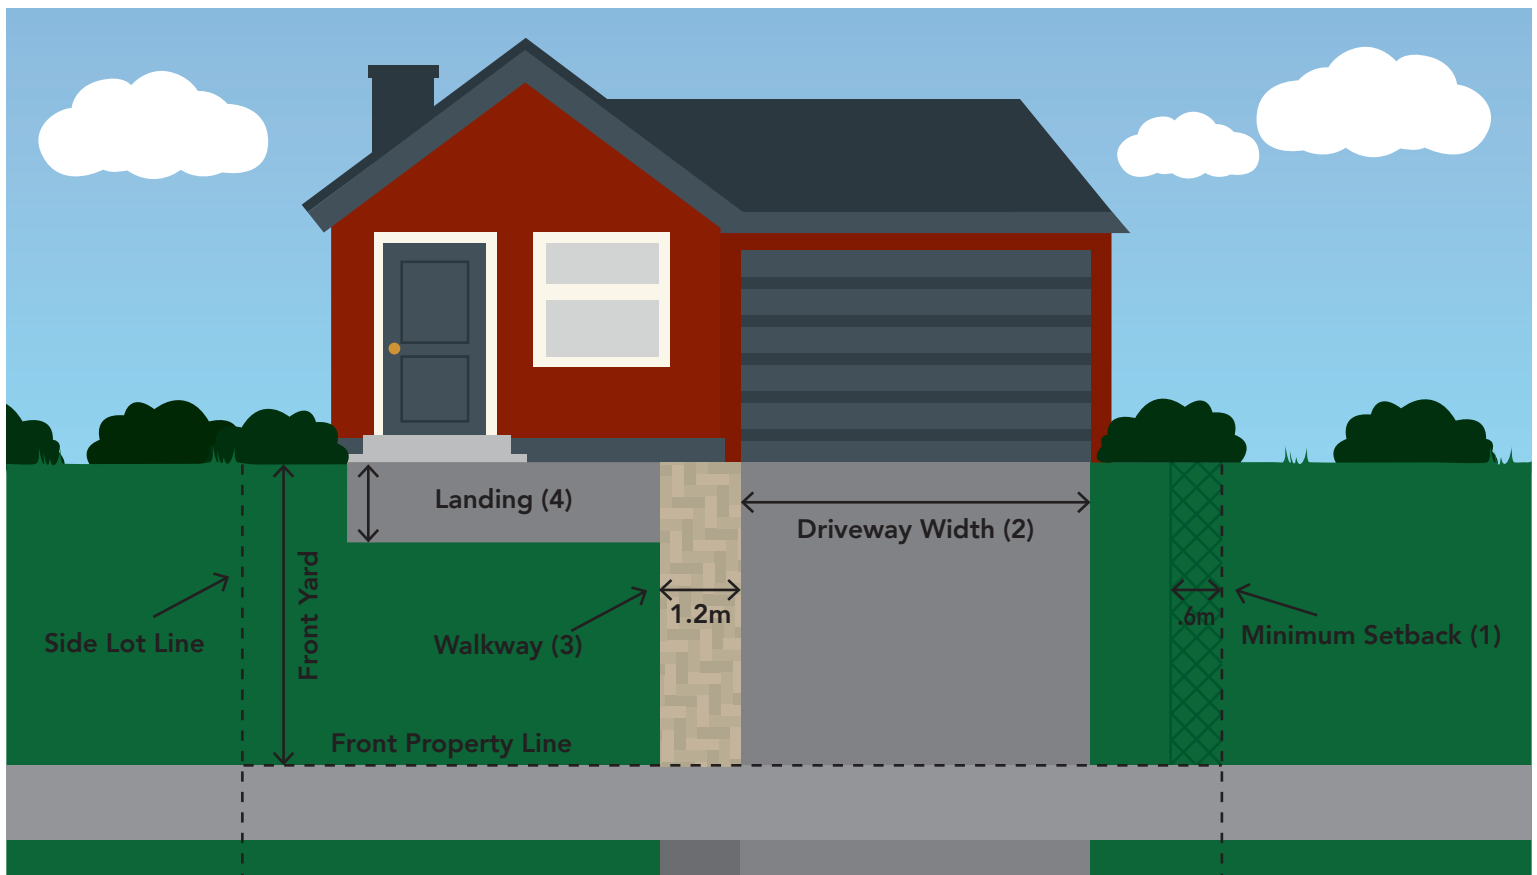 Landing (4)
Driveway Width (2)
Front Yard
1.2m
.6m
Side Lot Line
Walkway (3)
Minimum Setback (1)
Front Property Line